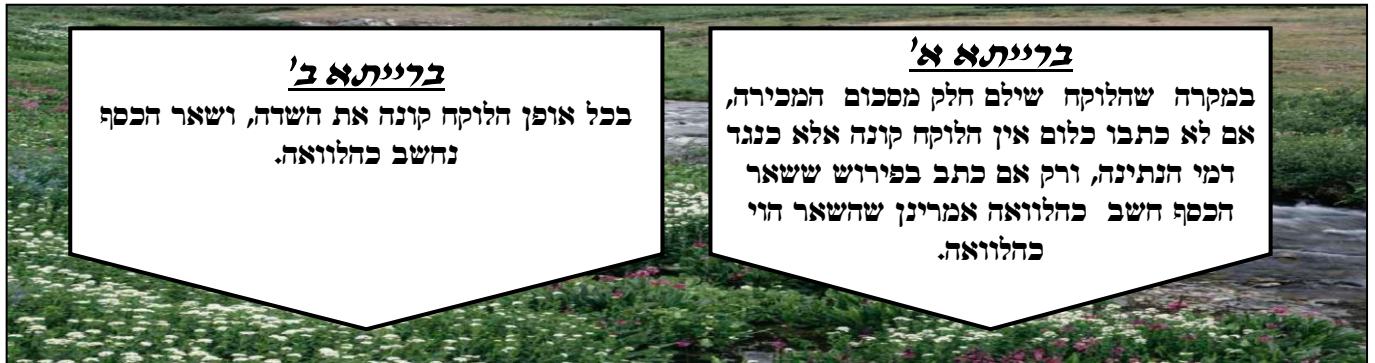 ברייתא א'
במקרה שהלוקח שילם חלק מסכום המכירה,
אם לא כתבו כלום אין הלוקח קונה אלא כנגד
דמי הנתינה, ורק אם כתב בפירוש ששאר
הכסף חשב כהלוואה אמרינן שהשאר הוי
כהלוואה.
ברייתא ב'
בכל אופן הלוקח קונה את השדה, ושאר הכסף
נחשב כהלוואה.